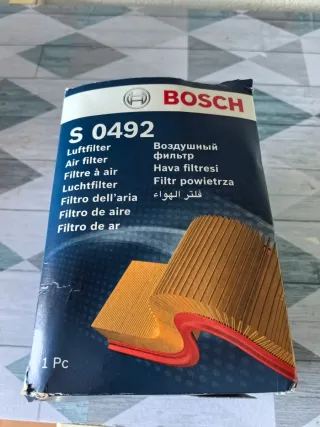 BOSCH
S 0492
Luftfilter
Air filter
Filtre à air
Luchtfilter
Filtro dell'aria
Filtro de aire
Filtro de ar
Воздушный
фильтр
Hava filtresi
Filtr powietrza
فلتر الهواء
1 Pc